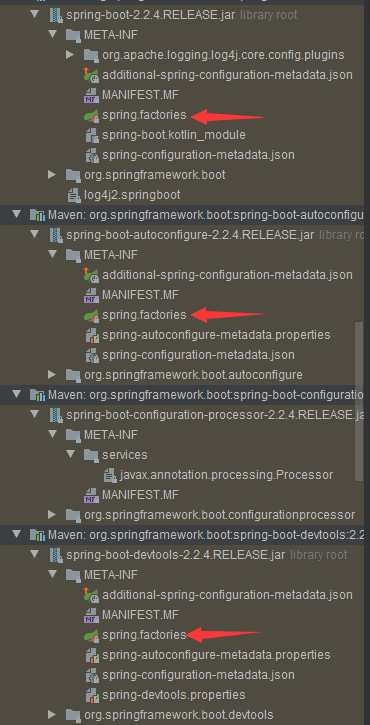 spring-boot-2.2.4.RELEASE.jar library root
META-INF
org.apache.logging.log4j.core.config.plugins
additional-spring-configuration-metadata.json
MANIFEST.MF
spring.factories
spring-boot.kotlin_module
spring-configuration-metadata.json
org.springframework.boot
log4j2.springboot
Maven: org.springframework.boot:spring-boot-autoconfigu
spring-boot-autoconfigure-2.2.4.RELEASE.jar library ro
META-INF
additional-spring-configuration-metadata.json
MANIFEST.MF
spring.factories
spring-autoconfigure-metadata.properties
spring-configuration-metadata.json
org.springframework.boot.autoconfigure
Maven: org.springframework.boot:spring-boot-configuratio
spring-boot-configuration-processor-2.2.4.RELEASE.ja
META-INF
services
javax.annotation.processing.Processor
MANIFEST.MF
org.springframework.boot.configurationprocessor
Maven: org.springframework.boot:spring-boot-devtools:2.2
spring-boot-devtools-2.2.4.RELEASE.jar library root
META-INF
additional-spring-configuration-metadata.json
MANIFEST.MF
spring.factories
spring-autoconfigure-metadata.properties
spring-configuration-metadata.json
spring-devtools.properties
org.springframework.boot.devtools